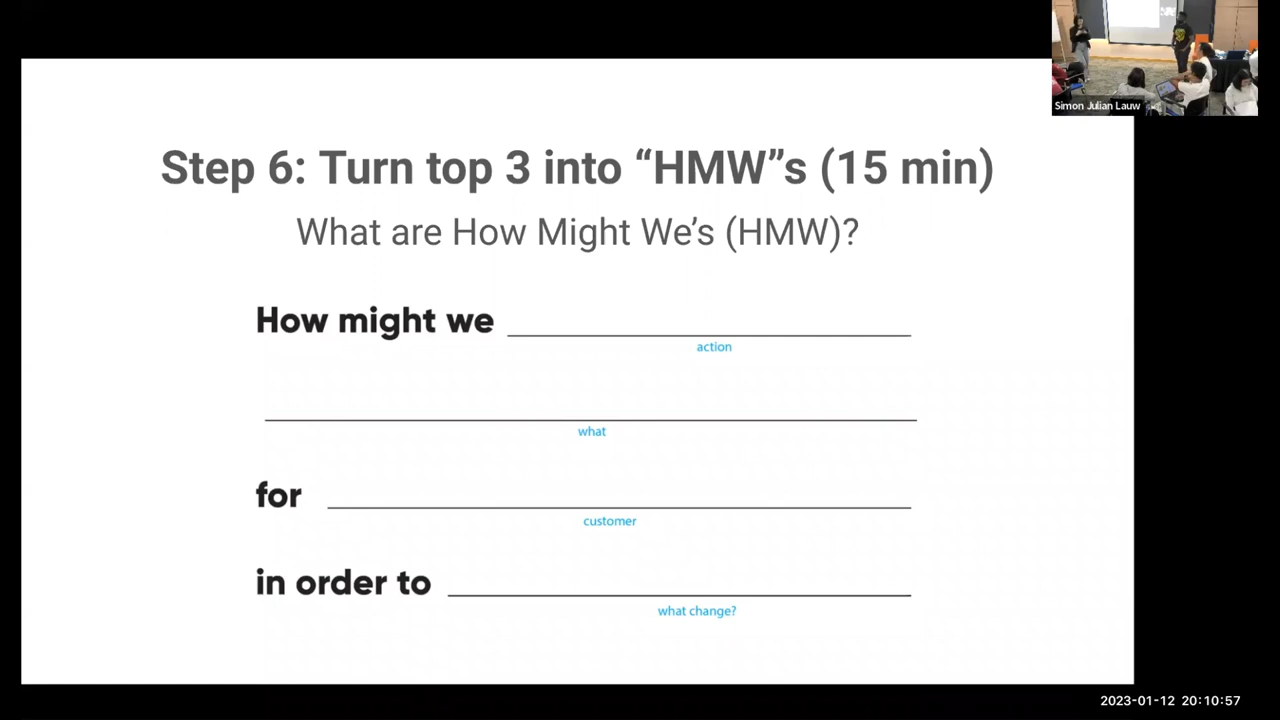 Simon Julian Lauw
Step 6: Turn top 3 into “HMW”s (15 min)
What are How Might We’s (HMW)?
How might we
action
what
for
customer
in order to
what change?
2023-01-12 20:10:57